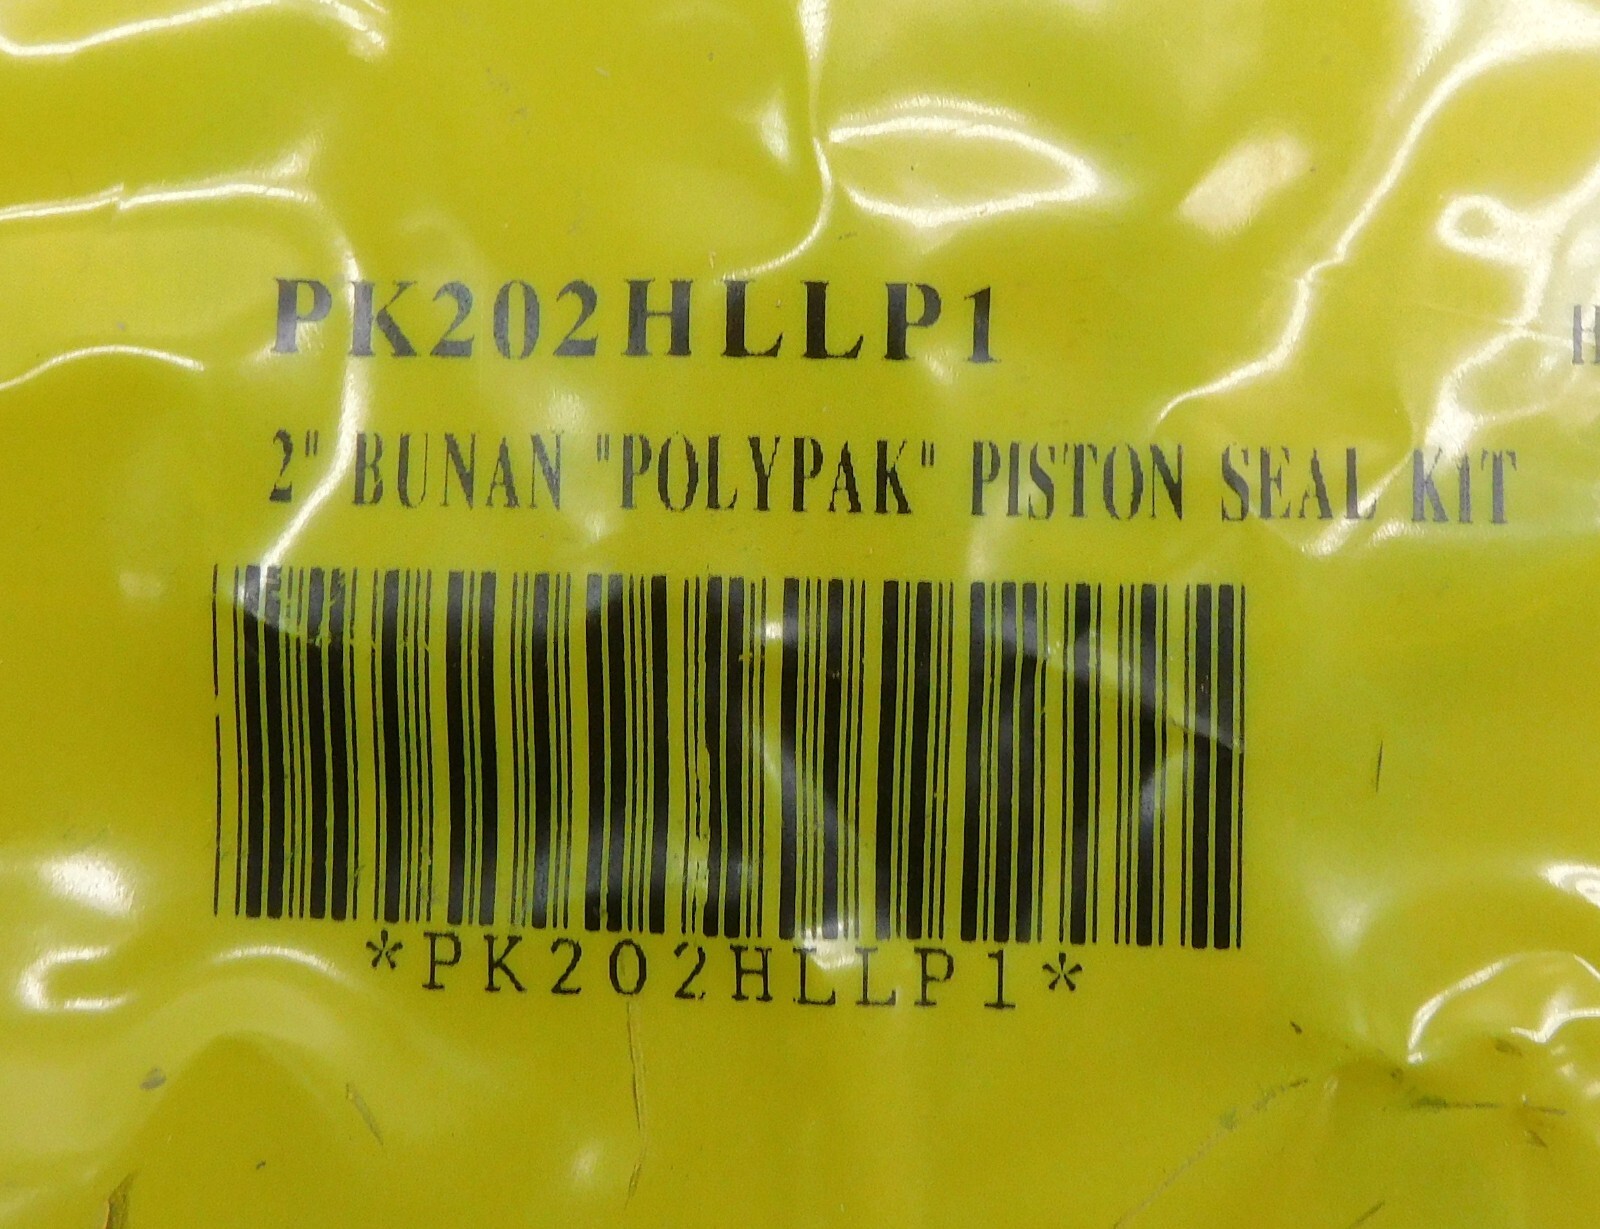 PK202HLLP1
2" BUNAN "POLYPAK" PISTON SEAL KIT
*PK202HLLP1*